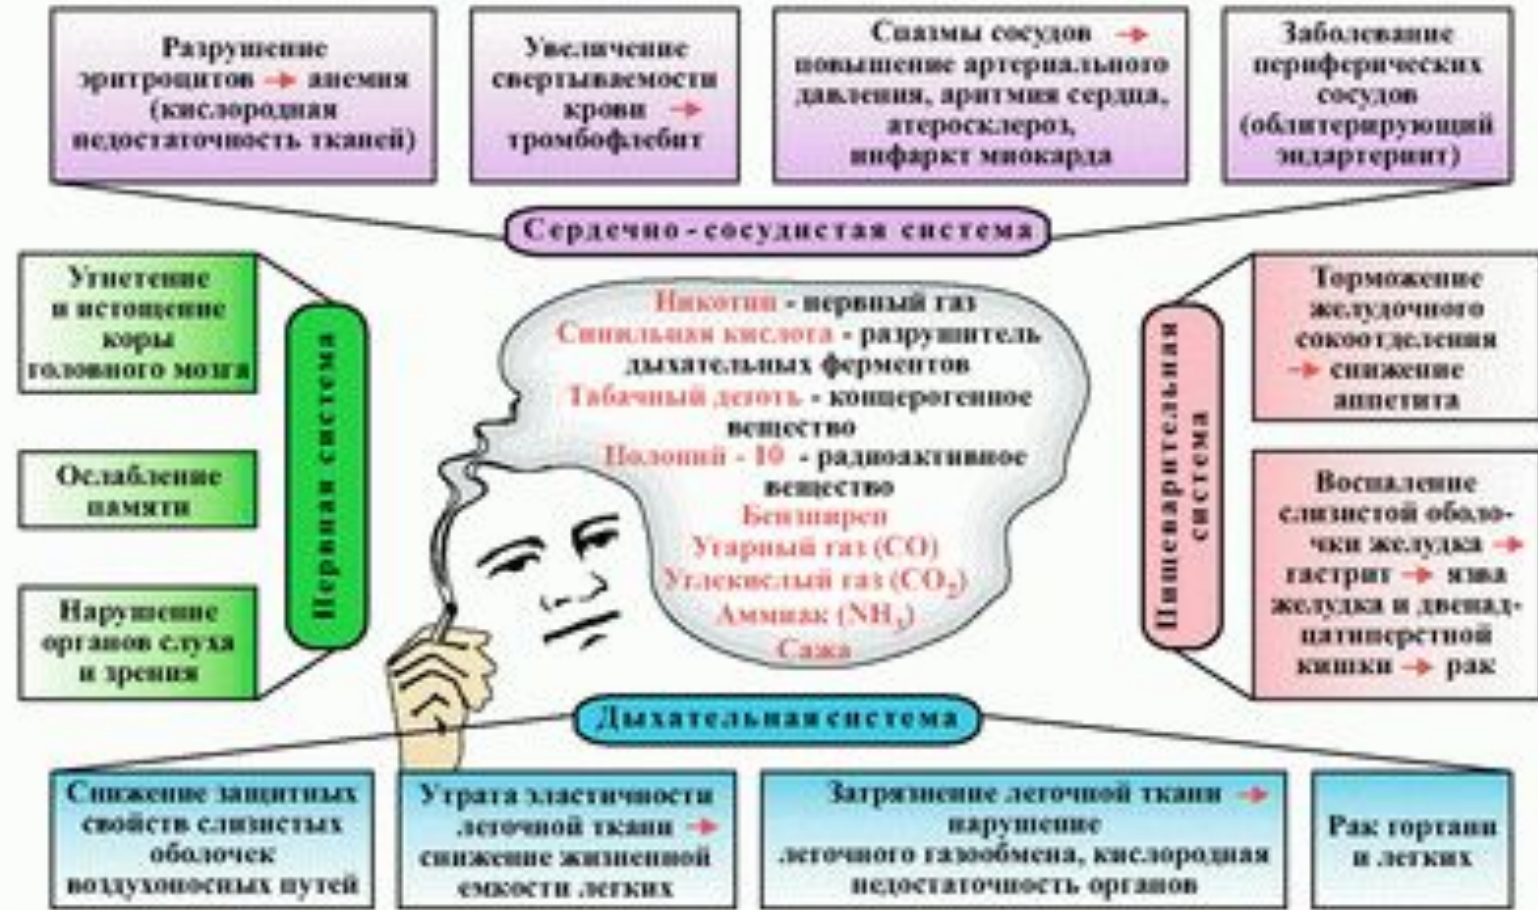 Разрушение
эритроцитов → анемия
(кислородная
недостаточность тканей)
Увеличение
свертываемости
крови →
тромбофлебит
Спазмы сосудов →
повышение артериального
давления, аритмия сердца,
атеросклероз,
инфаркт миокарда
Заболевание
периферических
сосудов
(облитерирующий
эндартериит)
Сердечно - сосудистая система
Угнетение
и истощение
коры
головного мозга
Ослабление
памяти
Нарушение
органов слуха
и зрения
Нервная система
Никотин - нервный газ
Синильная кислота - разрушитель
дыхательных ферментов
Табачный деготь - концерогенное
вещество
Полоний - 10 - радиоактивное
вещество
Бензпирен
Угарный газ (CO)
Углекислый газ (CO₂)
Аммиак (NH₃)
Сажа
Пищеварительная
система
Торможение
желудочного
сокоотделения
→ снижение
аппетита
Воспаление
слизистой оболо-
чки желудка →
гастрит → язва
желудка и двенад-
цатиперстной
кишки → рак
Дыхательная система
Снижение защитных
свойств слизистых
оболочек
воздухоносных путей
Утрата эластичности
легочной ткани →
снижение жизненной
емкости легких
Загрязнение легочной ткани →
нарушение
легочного газообмена, кислородная
недостаточность органов
Рак гортани
и легких